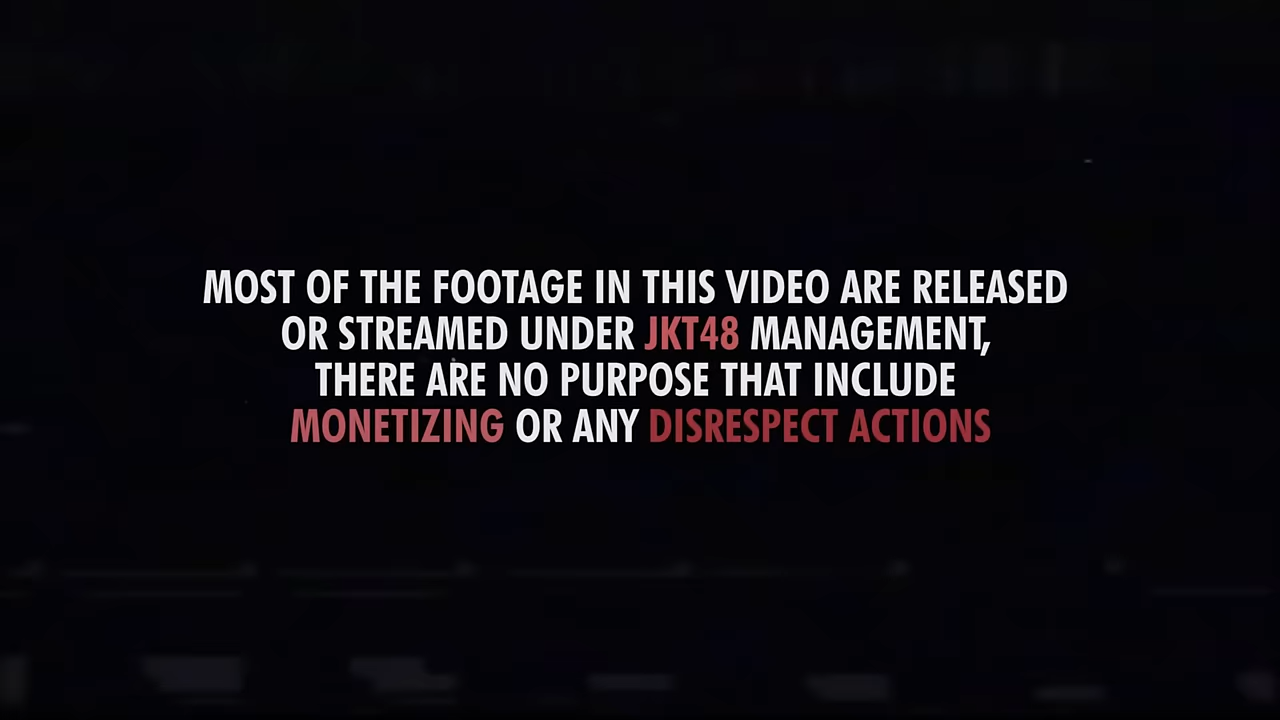 MOST OF THE FOOTAGE IN THIS VIDEO ARE RELEASED
OR STREAMED UNDER JKT48 MANAGEMENT,
THERE ARE NO PURPOSE THAT INCLUDE
MONETIZING OR ANY DISRESPECT ACTIONS